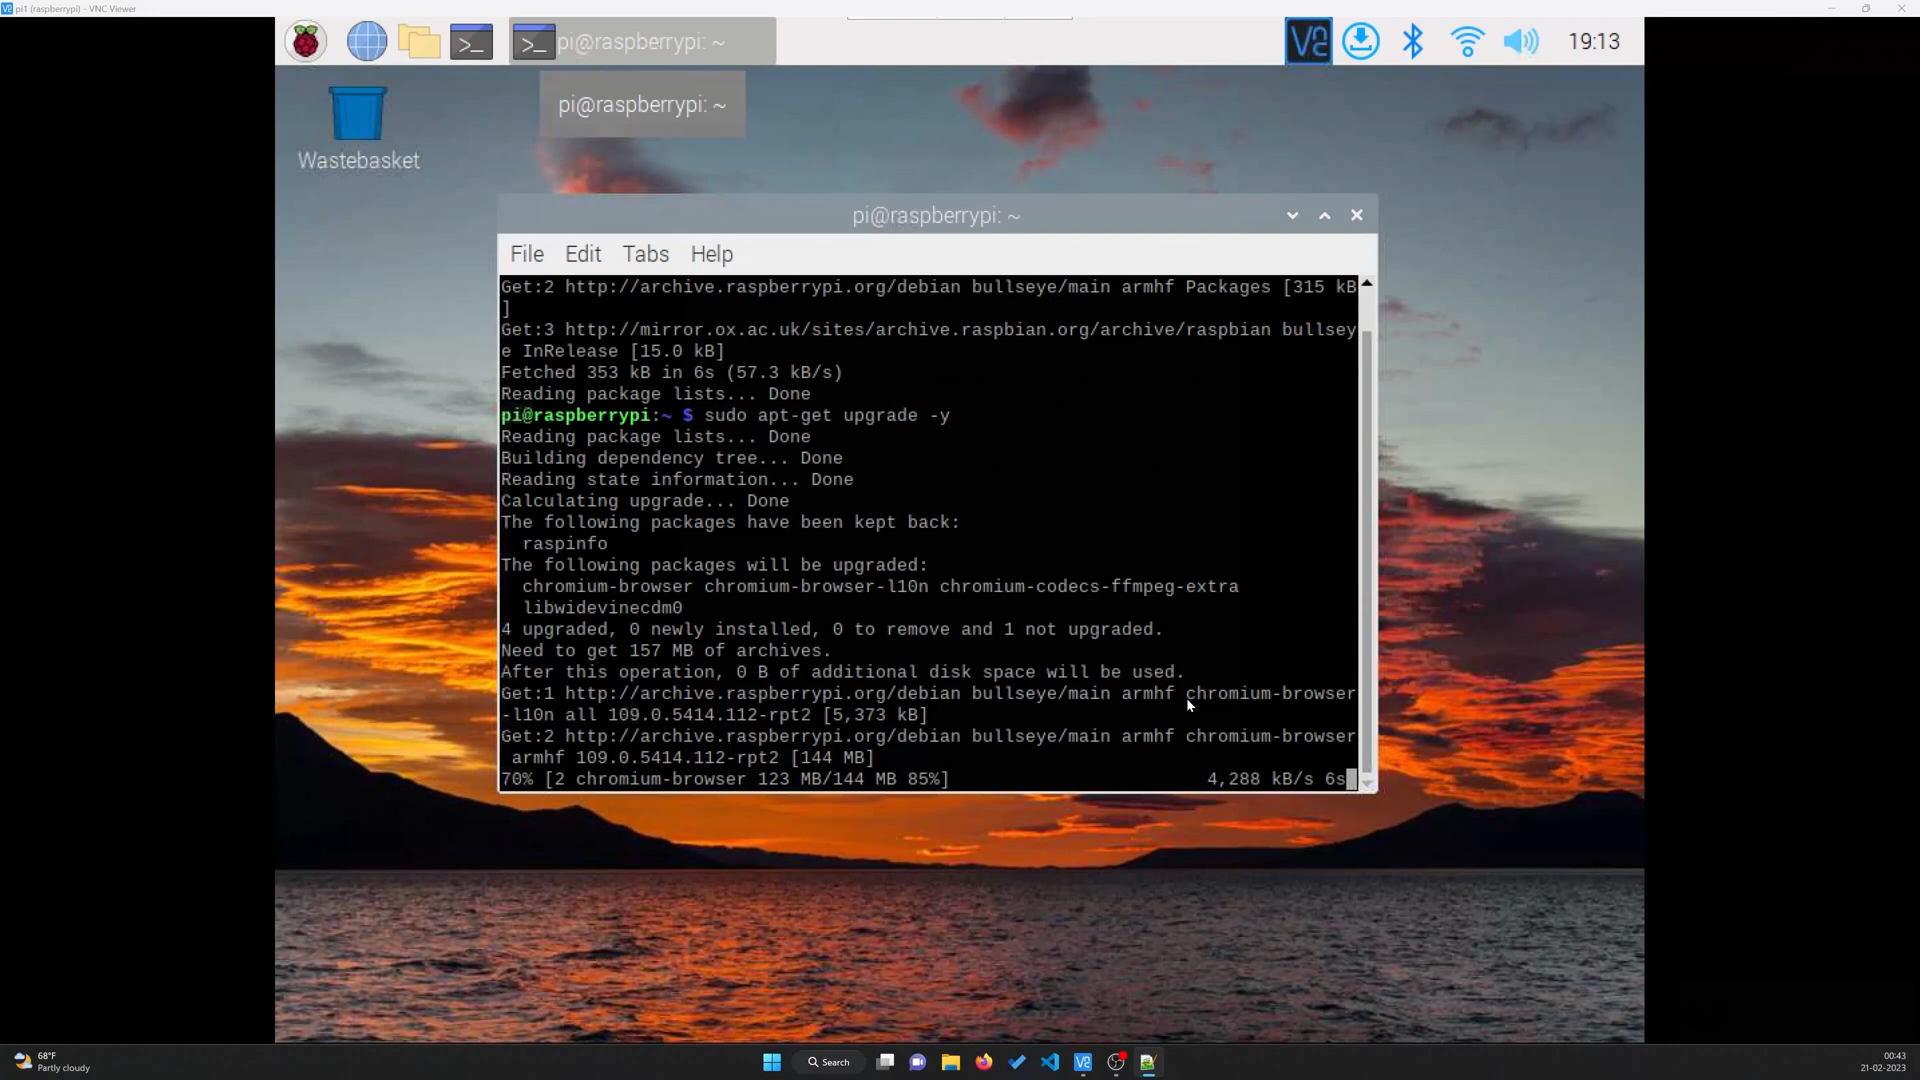 pi1 (raspberrypi) - VNC Viewer
pi@raspberrypi: ~
19:13
pi@raspberrypi: ~
Wastebasket
pi@raspberrypi: ~
File Edit Tabs Help
Get:2 http://archive.raspberrypi.org/debian bullseye/main armhf Packages [315 kB
]
Get:3 http://mirror.ox.ac.uk/sites/archive.raspbian.org/archive/raspbian bullsey
e InRelease [15.0 kB]
Fetched 353 kB in 6s (57.3 kB/s)
Reading package lists... Done
pi@raspberrypi:~ $ sudo apt-get upgrade -y
Reading package lists... Done
Building dependency tree... Done
Reading state information... Done
Calculating upgrade... Done
The following packages have been kept back:
raspinfo
The following packages will be upgraded:
chromium-browser chromium-browser-l10n chromium-codecs-ffmpeg-extra
libwidevinecdm0
4 upgraded, 0 newly installed, 0 to remove and 1 not upgraded.
Need to get 157 MB of archives.
After this operation, 0 B of additional disk space will be used.
Get:1 http://archive.raspberrypi.org/debian bullseye/main armhf chromium-browser
-l10n all 109.0.5414.112-rpt2 [5,373 kB]
Get:2 http://archive.raspberrypi.org/debian bullseye/main armhf chromium-browser
armhf 109.0.5414.112-rpt2 [144 MB]
70% [2 chromium-browser 123 MB/144 MB 85%] 4,288 kB/s 6s
68°F
Partly cloudy
Search
00:43
21-02-2023